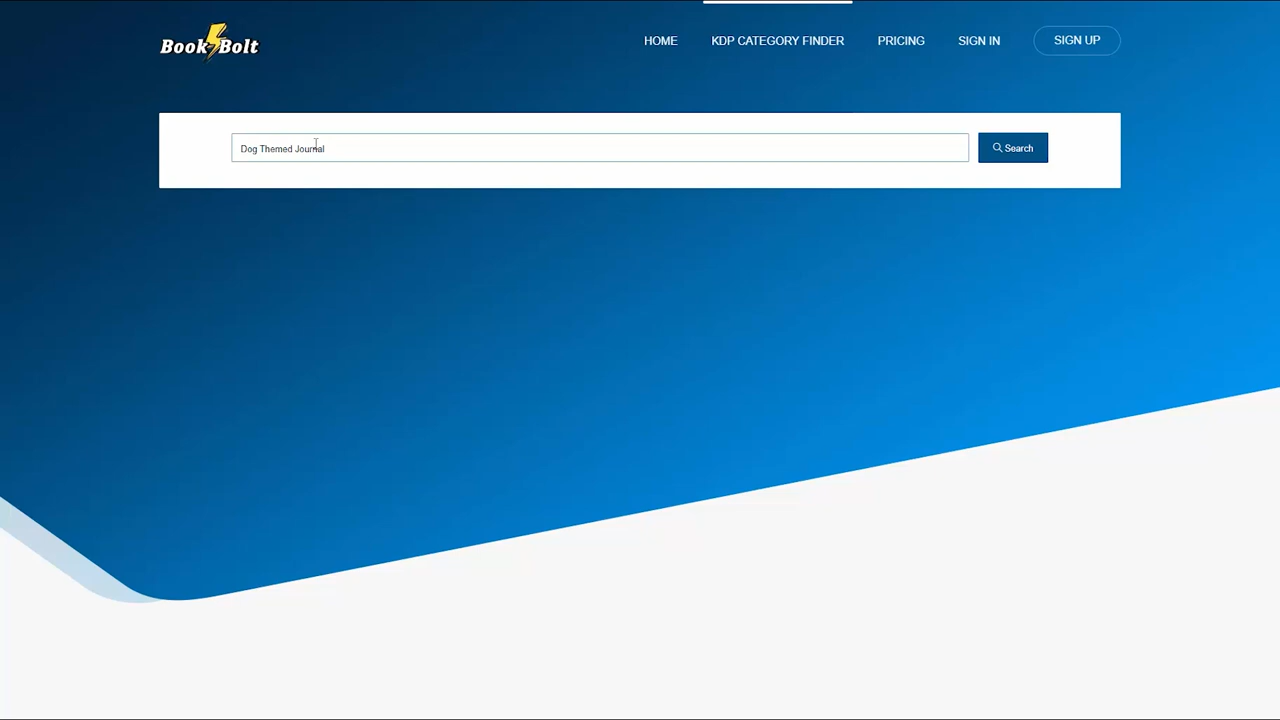 Book Bolt
HOME KDP CATEGORY FINDER PRICING SIGN IN SIGN UP
Dog Themed Journal
Search